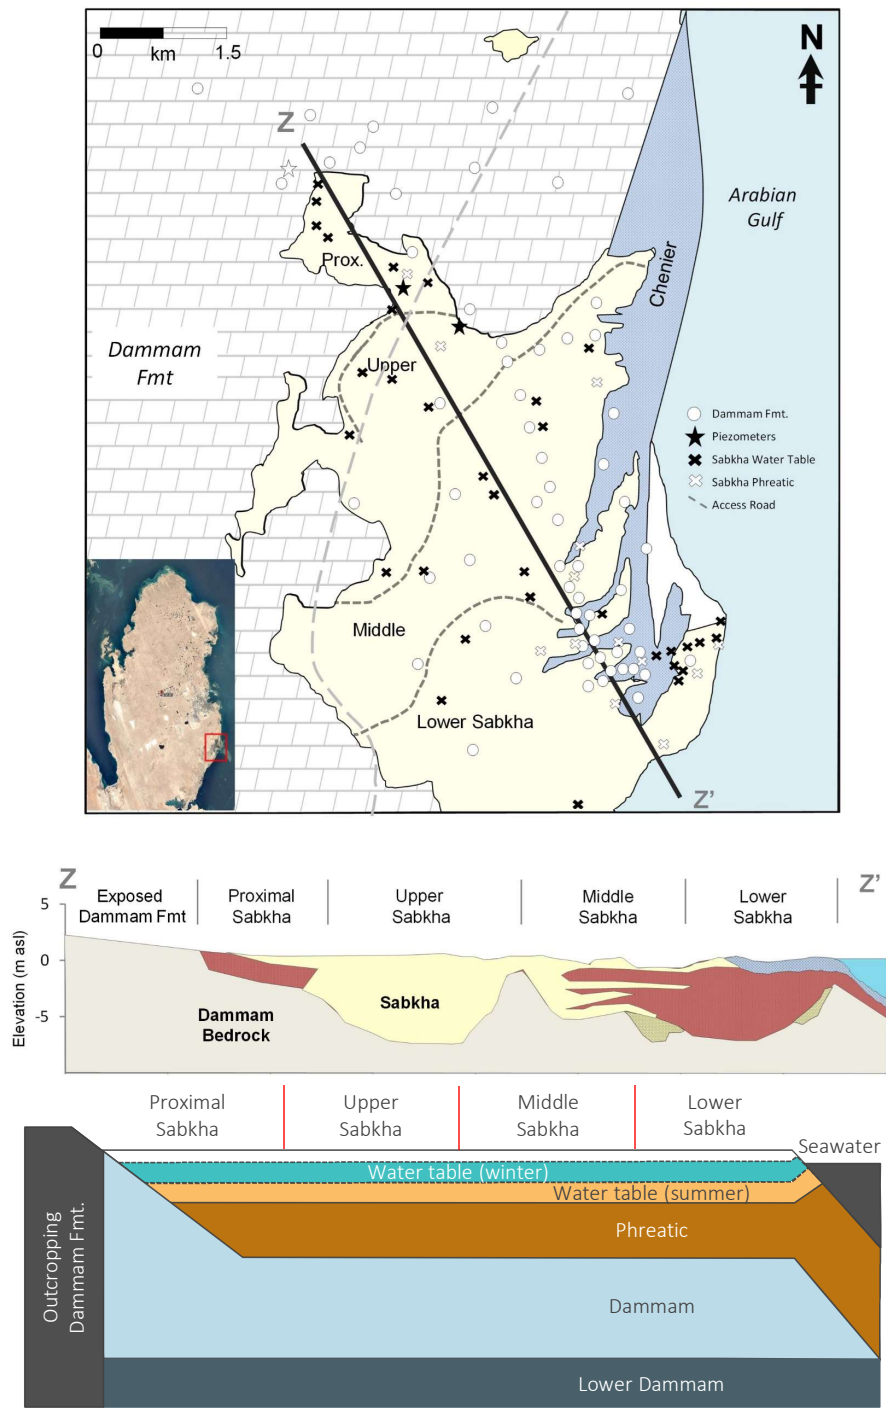 0
km
1.5
N
Z
Arabian
Gulf
Prox.
Chenier
Dammam
Fmt
Upper
Dammam Fmt.
Piezometers
Sabkha Water Table
Sabkha Phreatic
Access Road
Middle
Lower Sabkha
Z'
Z
Z'
Exposed
Dammam Fmt
Proximal
Sabkha
Upper
Sabkha
Middle
Sabkha
Lower
Sabkha
5
0
-5
Elevation (m asl)
Sabkha
Dammam
Bedrock
Proximal
Sabkha
Upper
Sabkha
Middle
Sabkha
Lower
Sabkha
Seawater
Water table (winter)
Water table (summer)
Phreatic
Outcropping
Dammam Fmt.
Dammam
Lower Dammam